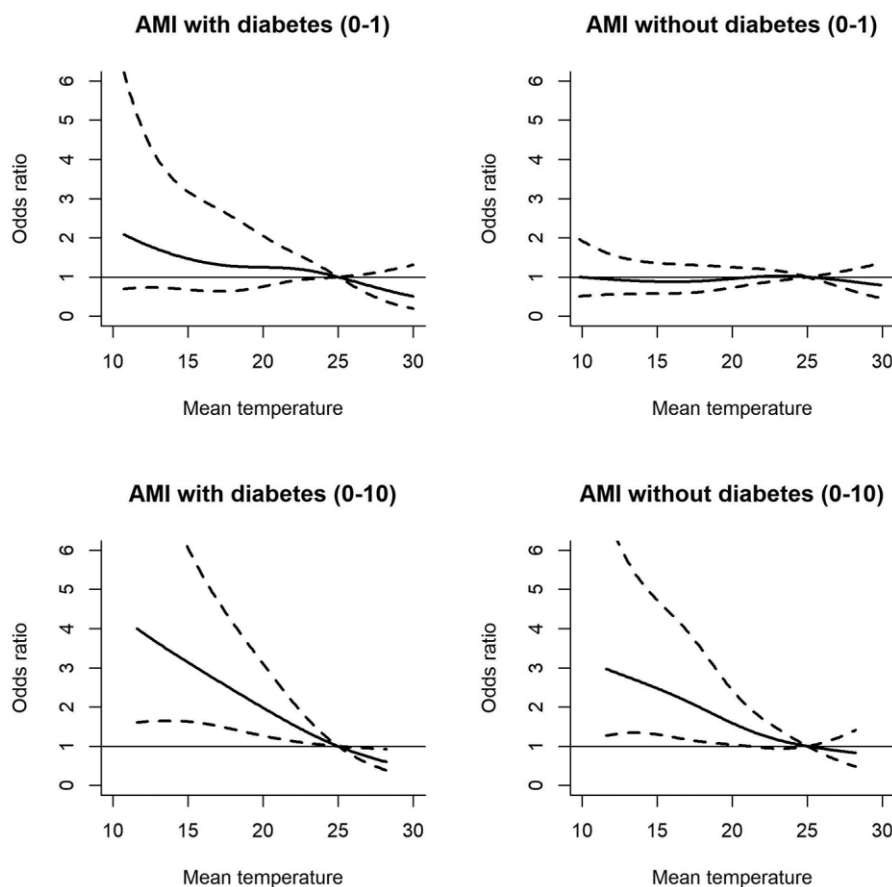 AMI with diabetes (0-1)
Odds ratio
6
5
4
3
2
1
0
10 15 20 25 30
Mean temperature
AMI without diabetes (0-1)
Odds ratio
6
5
4
3
2
1
0
10 15 20 25 30
Mean temperature
AMI with diabetes (0-10)
Odds ratio
6
5
4
3
2
1
0
10 15 20 25 30
Mean temperature
AMI without diabetes (0-10)
Odds ratio
6
5
4
3
2
1
0
10 15 20 25 30
Mean temperature